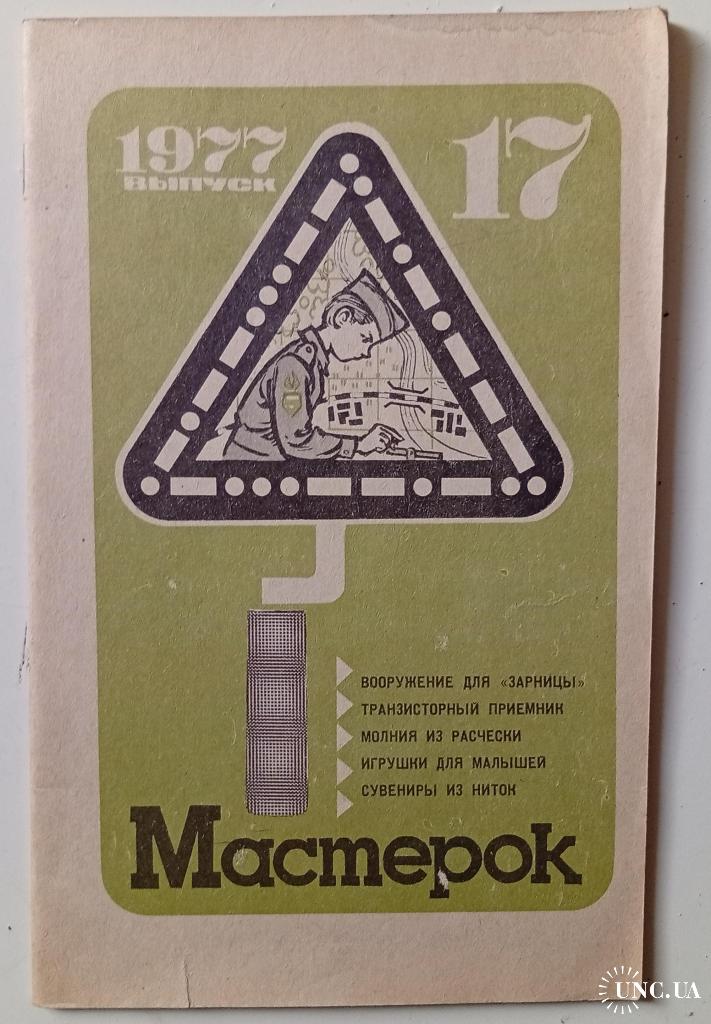 1977
ВЫПУСК
17
ВООРУЖЕНИЕ ДЛЯ «ЗАРНИЦЫ»
ТРАНЗИСТОРНЫЙ ПРИЕМНИК
МОЛНИЯ ИЗ РАСЧЕСКИ
ИГРУШКИ ДЛЯ МАЛЫШЕЙ
СУВЕНИРЫ ИЗ НИТОК
Мастерок
UNC.UA